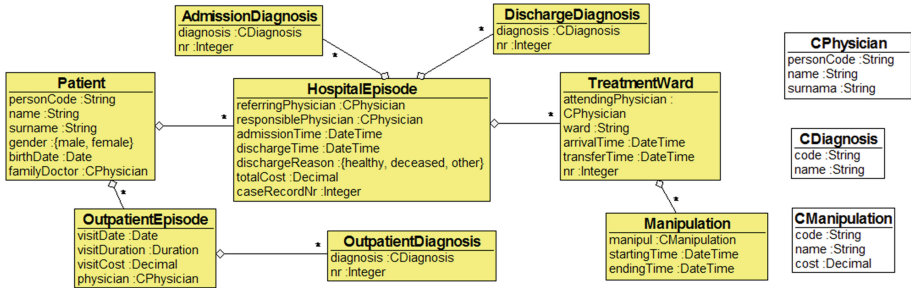 AdmissionDiagnosis
diagnosis :CDiagnosis
nr :Integer
*
DischargeDiagnosis
diagnosis :CDiagnosis
nr :Integer
*
CPhysician
personCode :String
name :String
surnama :String
Patient
personCode :String
name :String
surname :String
gender :{male, female}
birthDate :Date
familyDoctor :CPhysician
*
*
HospitalEpisode
referringPhysician :CPhysician
responsiblePhysician :CPhysician
admissionTime :DateTime
dischargeTime :DateTime
dischargeReason :{healthy, deceased, other}
totalCost :Decimal
caseRecordNr :Integer
*
TreatmentWard
attendingPhysician :
CPhysician
ward :String
arrivalTime :DateTime
transferTime :DateTime
nr :Integer
*
CDiagnosis
code :String
name :String
OutpatientEpisode
visitDate :Date
visitDuration :Duration
visitCost :Decimal
physician :CPhysician
*
OutpatientDiagnosis
diagnosis :CDiagnosis
nr :Integer
Manipulation
manipul :CManipulation
startingTime :DateTime
endingTime :DateTime
CManipulation
code :String
name :String
cost :Decimal